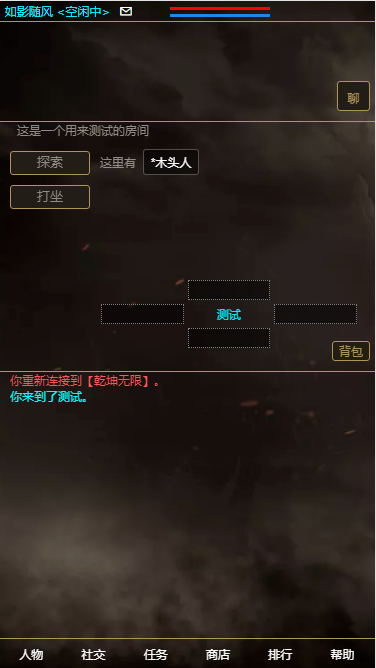 如影随风 <空闲中>
聊
这是一个用来测试的房间
探索 这里有 *木头人
打坐
测试
背包
你重新连接到【乾坤无限】。
你来到了测试。
人物 社交 任务 商店 排行 帮助